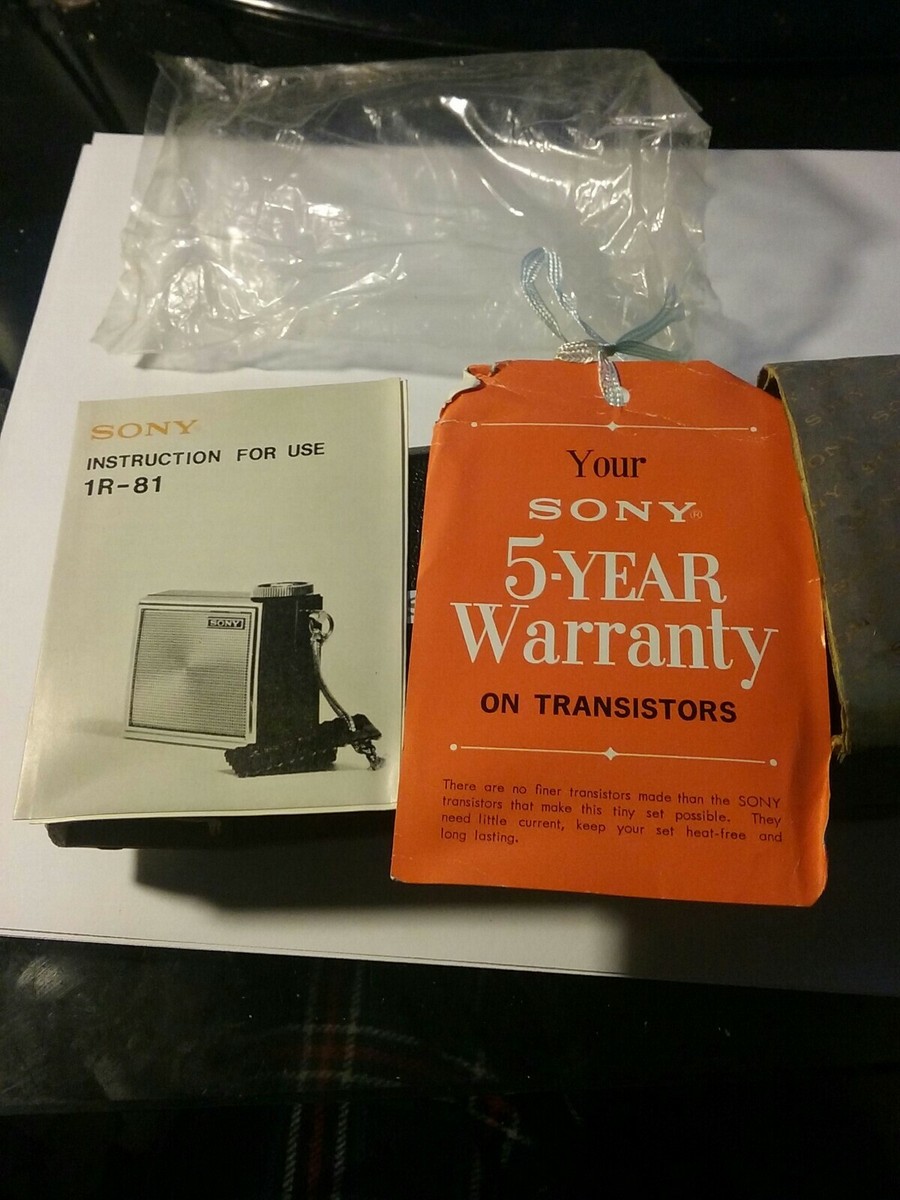 SONY
INSTRUCTION FOR USE
1R-81
SONY
Your
SONY®
5-YEAR
Warranty
ON TRANSISTORS
There are no finer transistors made than the SONY
transistors that make this tiny set possible. They
need little current, keep your set heat-free and
long lasting.